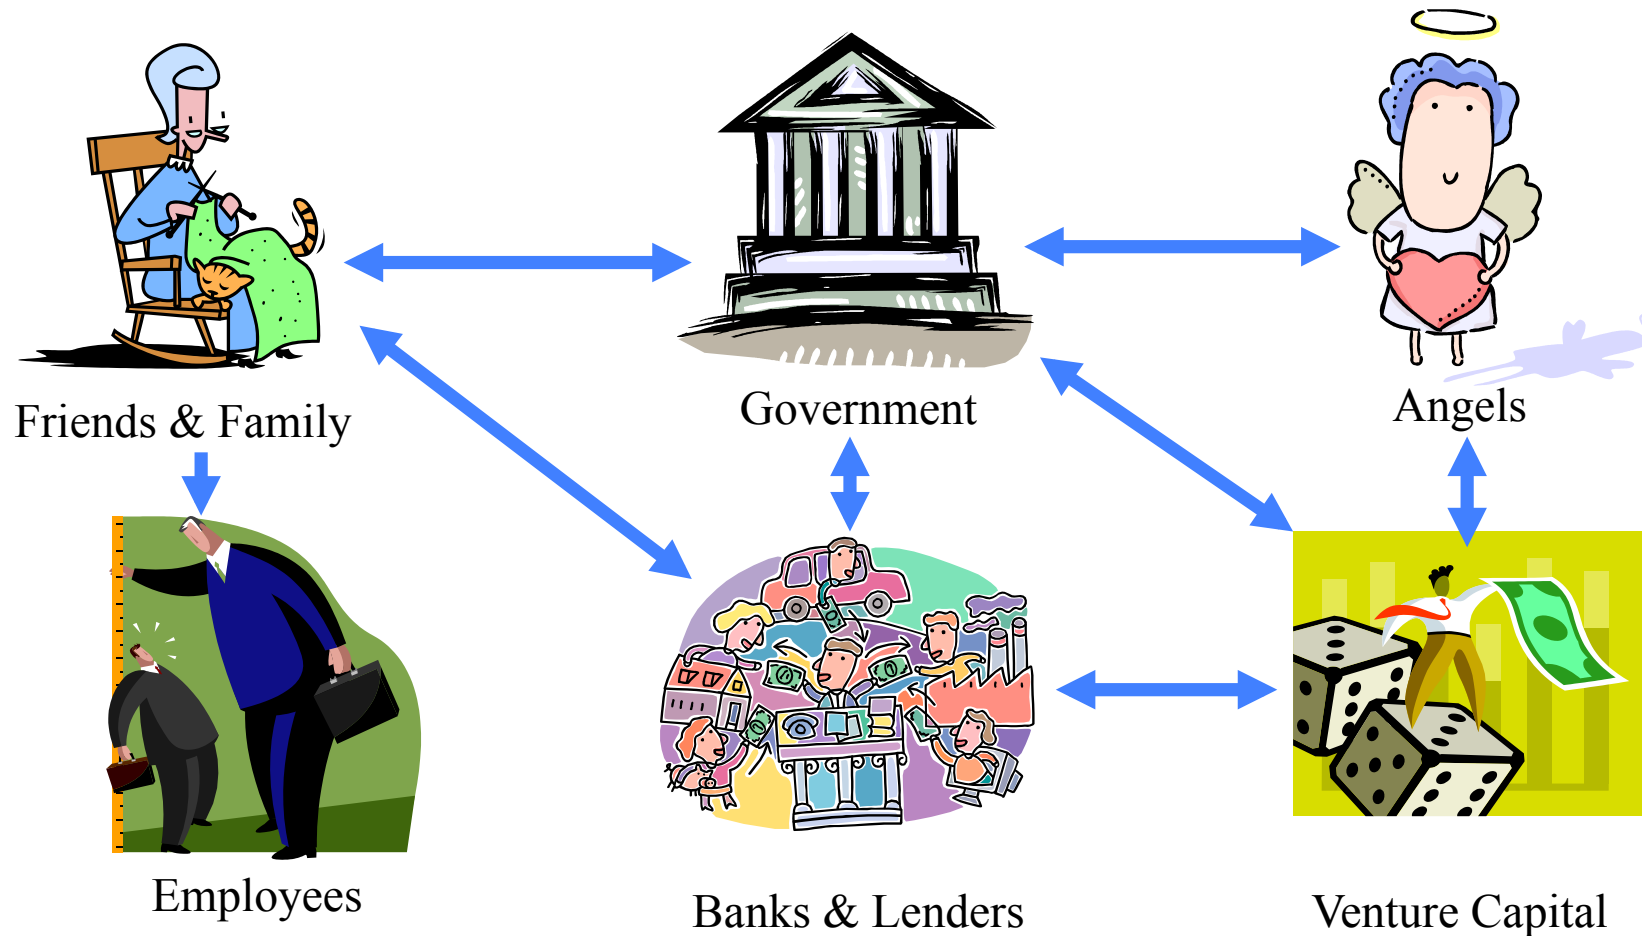 Friends & Family
Government
Angels
Employees
Banks & Lenders
Venture Capital